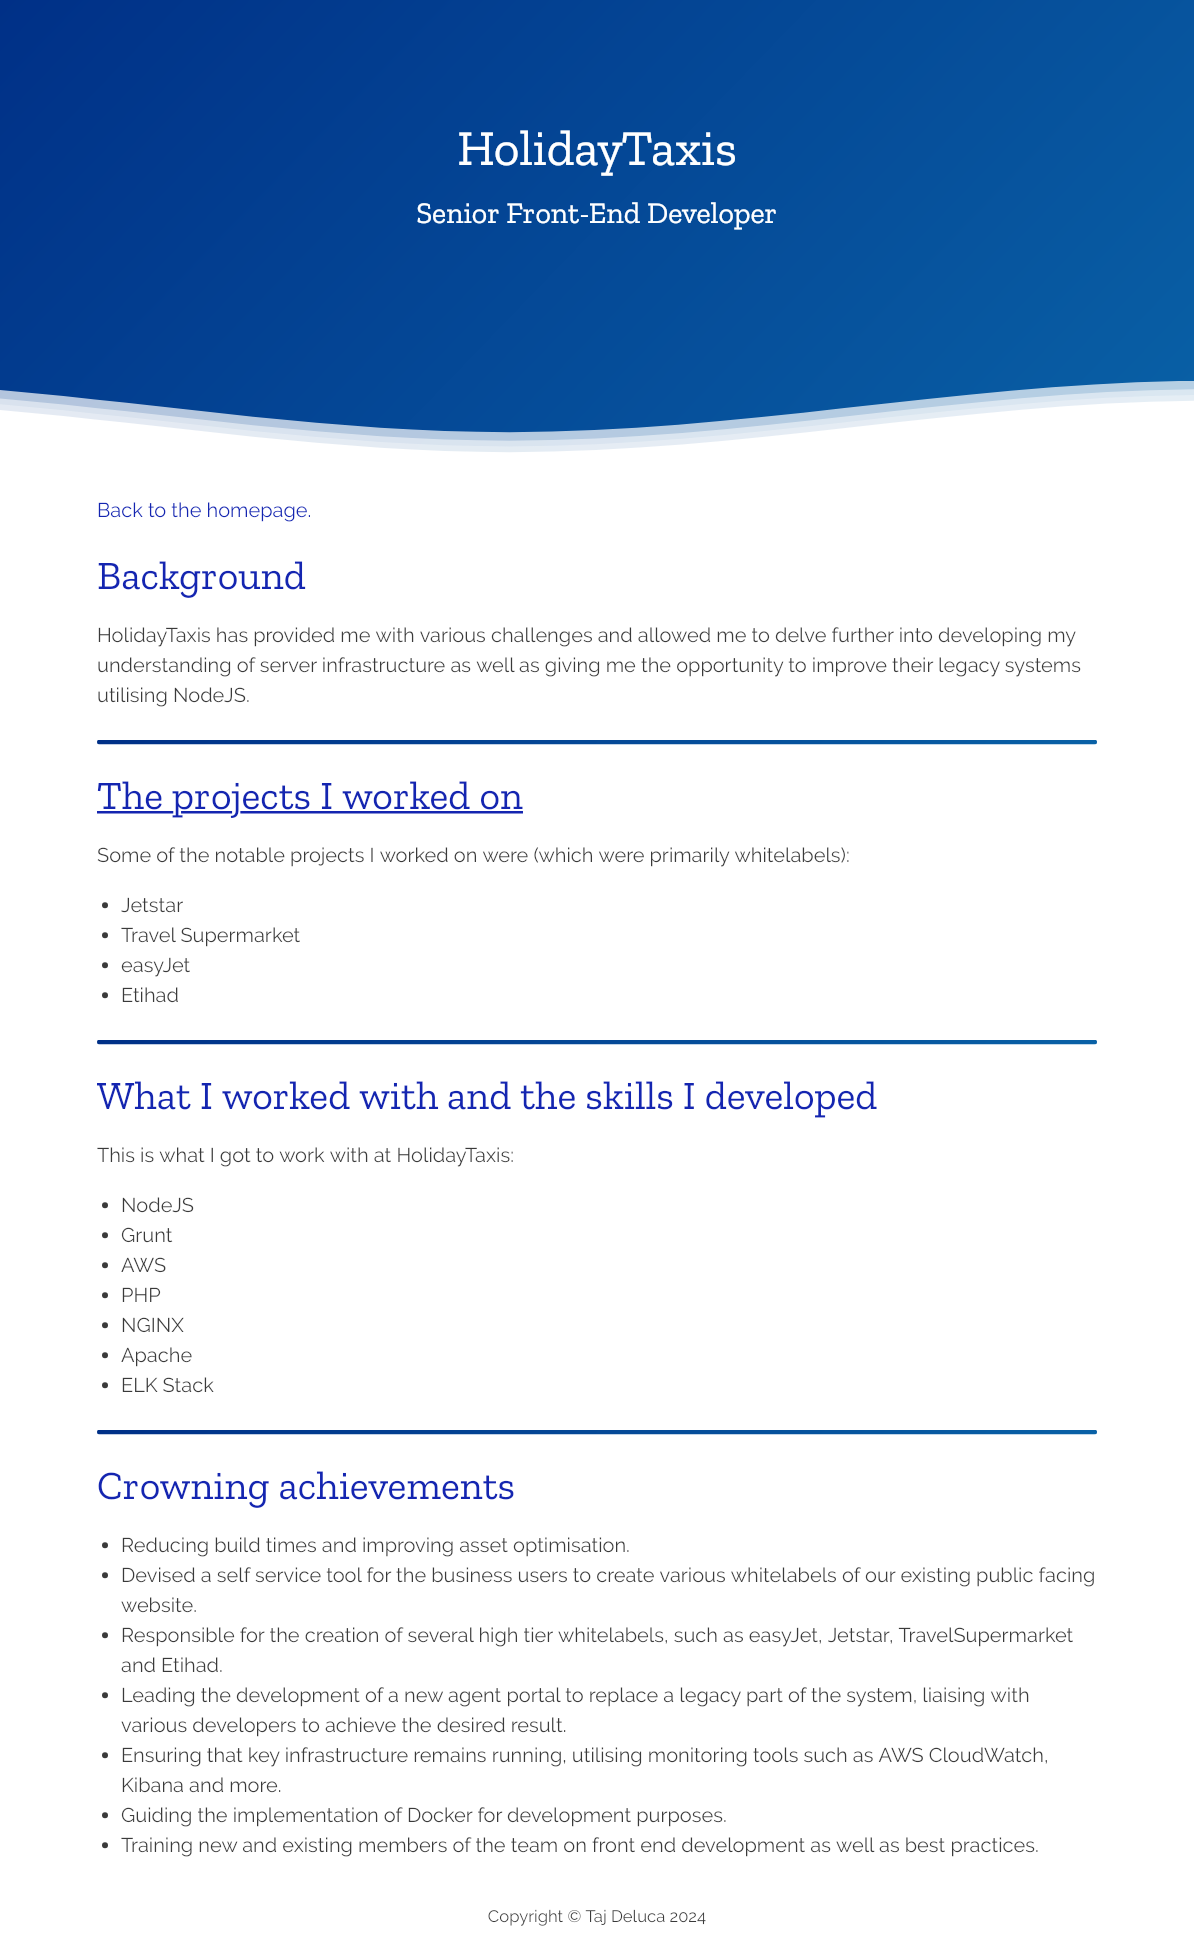 HolidayTaxis
Senior Front-End Developer
Back to the homepage.
Background
HolidayTaxis has provided me with various challenges and allowed me to delve further into developing my
understanding of server infrastructure as well as giving me the opportunity to improve their legacy systems
utilising NodeJS.
The projects I worked on
Some of the notable projects I worked on were (which were primarily whitelabels):
• Jetstar
• Travel Supermarket
• easyJet
• Etihad
What I worked with and the skills I developed
This is what I got to work with at HolidayTaxis:
• NodeJS
• Grunt
• AWS
• PHP
• NGINX
• Apache
• ELK Stack
Crowning achievements
• Reducing build times and improving asset optimisation.
• Devised a self service tool for the business users to create various whitelabels of our existing public facing
website.
• Responsible for the creation of several high tier whitelabels, such as easyJet, Jetstar, TravelSupermarket
and Etihad.
• Leading the development of a new agent portal to replace a legacy part of the system, liaising with
various developers to achieve the desired result.
• Ensuring that key infrastructure remains running, utilising monitoring tools such as AWS CloudWatch,
Kibana and more.
• Guiding the implementation of Docker for development purposes.
• Training new and existing members of the team on front end development as well as best practices.
Copyright © Taj Deluca 2024